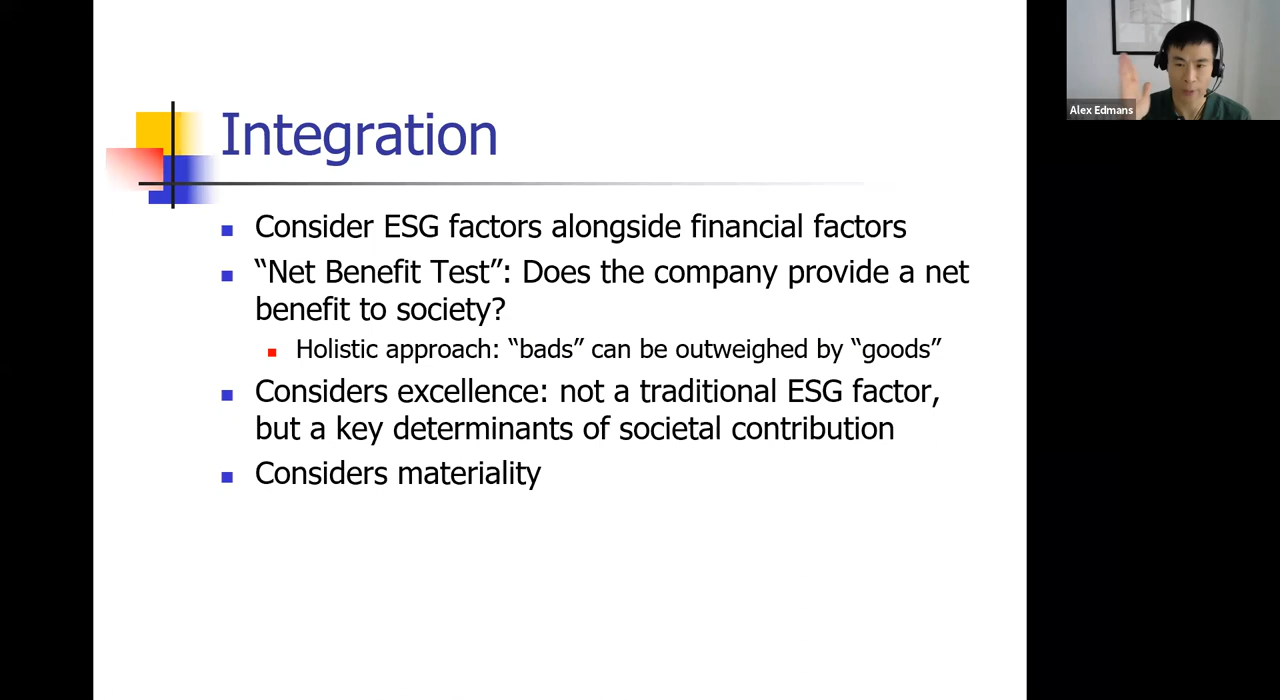 Integration
Consider ESG factors alongside financial factors
“Net Benefit Test”: Does the company provide a net
benefit to society?
Holistic approach: “bads” can be outweighed by “goods”
Considers excellence: not a traditional ESG factor,
but a key determinants of societal contribution
Considers materiality
Alex Edmans